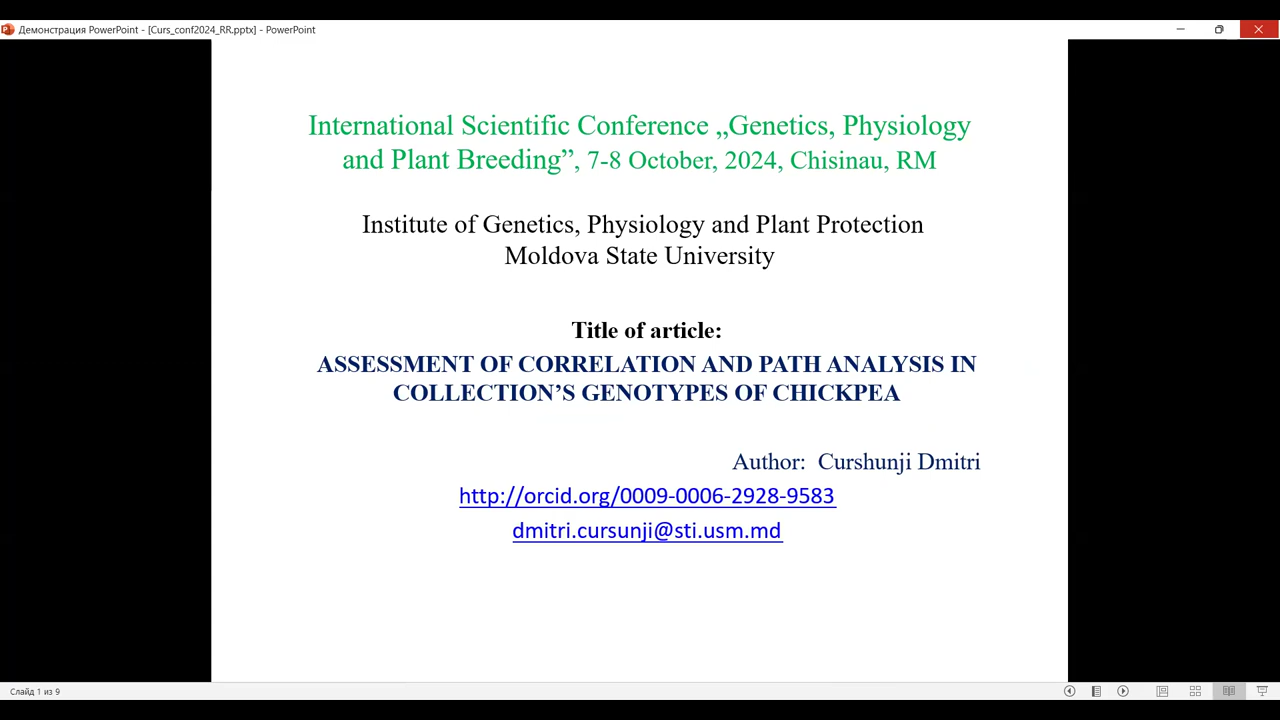 Демонстрация PowerPoint - [Curs_conf2024_RR.pptx] - PowerPoint
International Scientific Conference „Genetics, Physiology
and Plant Breeding”, 7-8 October, 2024, Chisinau, RM
Institute of Genetics, Physiology and Plant Protection
Moldova State University
Title of article:
ASSESSMENT OF CORRELATION AND PATH ANALYSIS IN
COLLECTION’S GENOTYPES OF CHICKPEA
Author:  Curshunji Dmitri
http://orcid.org/0009-0006-2928-9583
dmitri.cursunji@sti.usm.md
Слайд 1 из 9